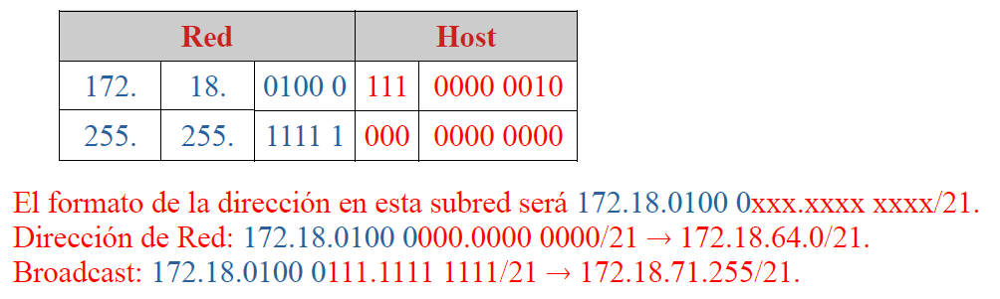 Red Host
172. 18. 0100 0 111 0000 0010
255. 255. 1111 1 000 0000 0000
El formato de la dirección en esta subred será 172.18.0100 0xxx.xxxx xxxx/21.
Dirección de Red: 172.18.0100 0000.0000 0000/21 → 172.18.64.0/21.
Broadcast: 172.18.0100 0111.1111 1111/21 → 172.18.71.255/21.